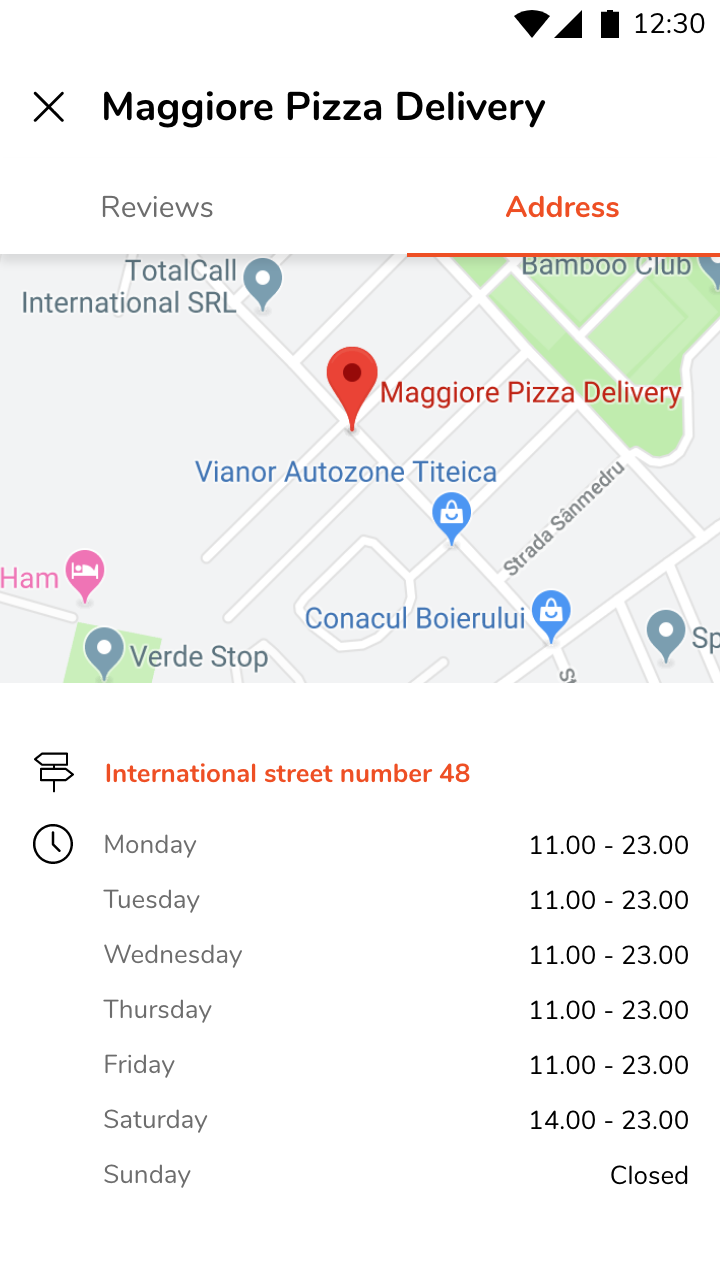 12:30
Maggiore Pizza Delivery
Reviews
Address
TotalCall
International SRL
Bamboo Club
Maggiore Pizza Delivery
Vianor Autozone Titeica
Strada Sânmedru
Ham
Conacul Boierului
Verde Stop
Sp
S
International street number 48
Monday 11.00 - 23.00
Tuesday 11.00 - 23.00
Wednesday 11.00 - 23.00
Thursday 11.00 - 23.00
Friday 11.00 - 23.00
Saturday 14.00 - 23.00
Sunday Closed